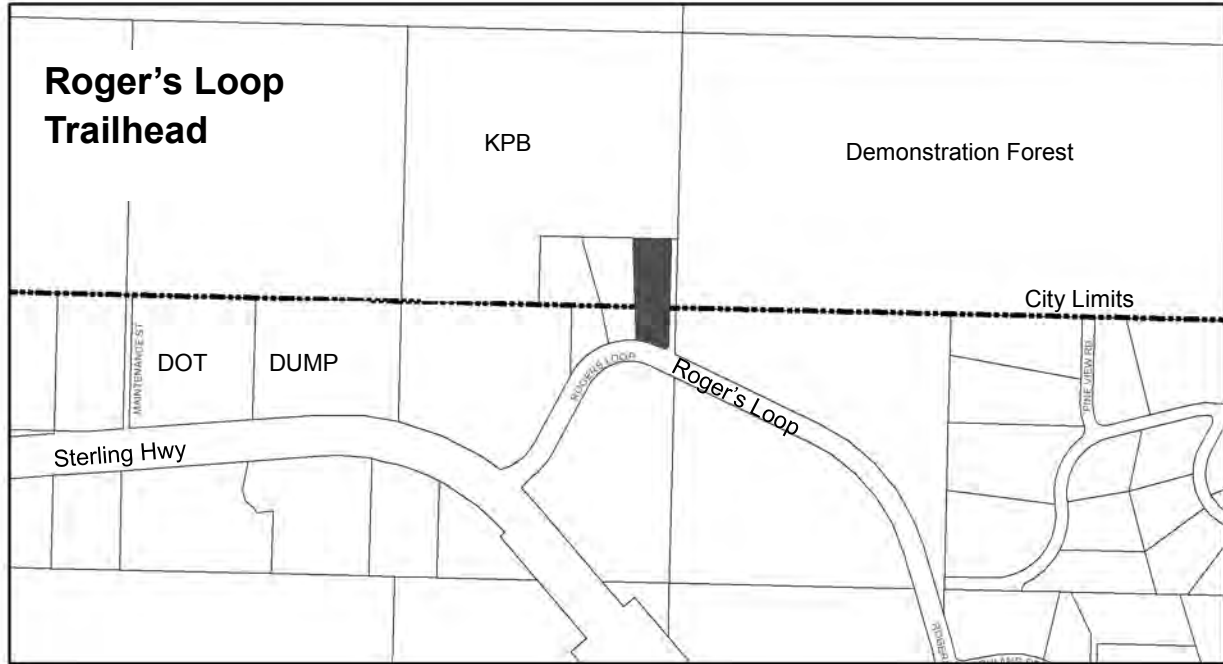 Roger's Loop
Trailhead
KPB
Demonstration Forest
City Limits
MAINTENANCE ST
DOT
DUMP
ROGERS LOOP
Roger's Loop
PINE VIEW RD
Sterling Hwy